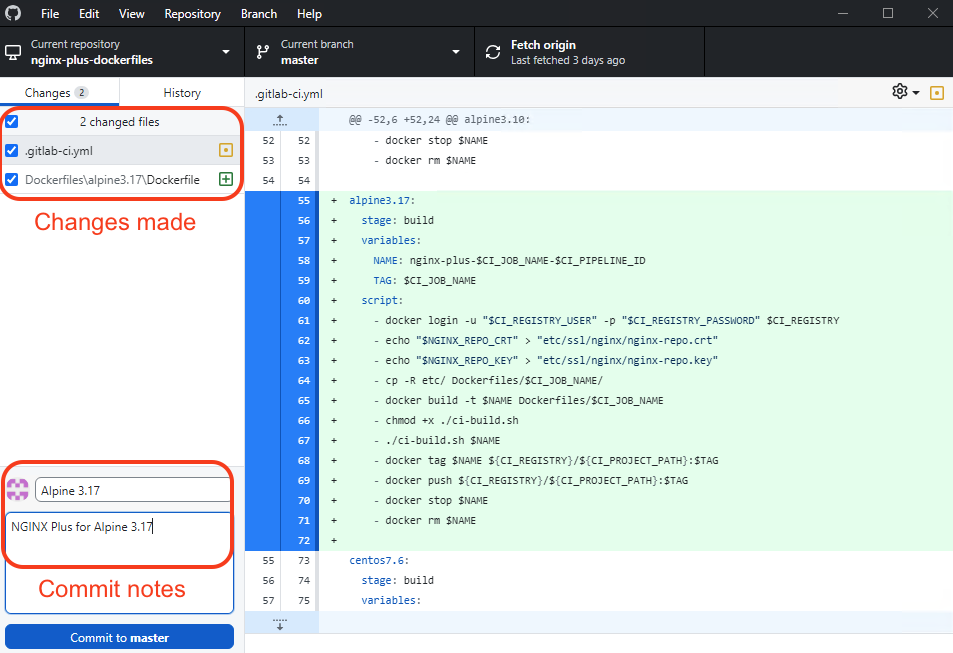 File Edit View Repository Branch Help
Current repository
nginx-plus-dockerfiles
Current branch
master
Fetch origin
Last fetched 3 days ago
Changes 2 History
2 changed files
.gitlab-ci.yml
Dockerfiles\alpine3.17\Dockerfile
Changes made
Alpine 3.17
NGINX Plus for Alpine 3.17
Commit notes
Commit to master
.gitlab-ci.yml
@@ -52,6 +52,24 @@ alpine3.10:
52 52 - docker stop $NAME
53 53 - docker rm $NAME
54 54
55 + alpine3.17:
56 + stage: build
57 + variables:
58 + NAME: nginx-plus-$CI_JOB_NAME-$CI_PIPELINE_ID
59 + TAG: $CI_JOB_NAME
60 + script:
61 + - docker login -u "$CI_REGISTRY_USER" -p "$CI_REGISTRY_PASSWORD" $CI_REGISTRY
62 + - echo "$NGINX_REPO_CRT" > "etc/ssl/nginx/nginx-repo.crt"
63 + - echo "$NGINX_REPO_KEY" > "etc/ssl/nginx/nginx-repo.key"
64 + - cp -R etc/ Dockerfiles/$CI_JOB_NAME/
65 + - docker build -t $NAME Dockerfiles/$CI_JOB_NAME
66 + - chmod +x ./ci-build.sh
67 + - ./ci-build.sh $NAME
68 + - docker tag $NAME ${CI_REGISTRY}/${CI_PROJECT_PATH}:$TAG
69 + - docker push ${CI_REGISTRY}/${CI_PROJECT_PATH}:$TAG
70 + - docker stop $NAME
71 + - docker rm $NAME
72 +
55 73 centos7.6:
56 74 stage: build
57 75 variables: